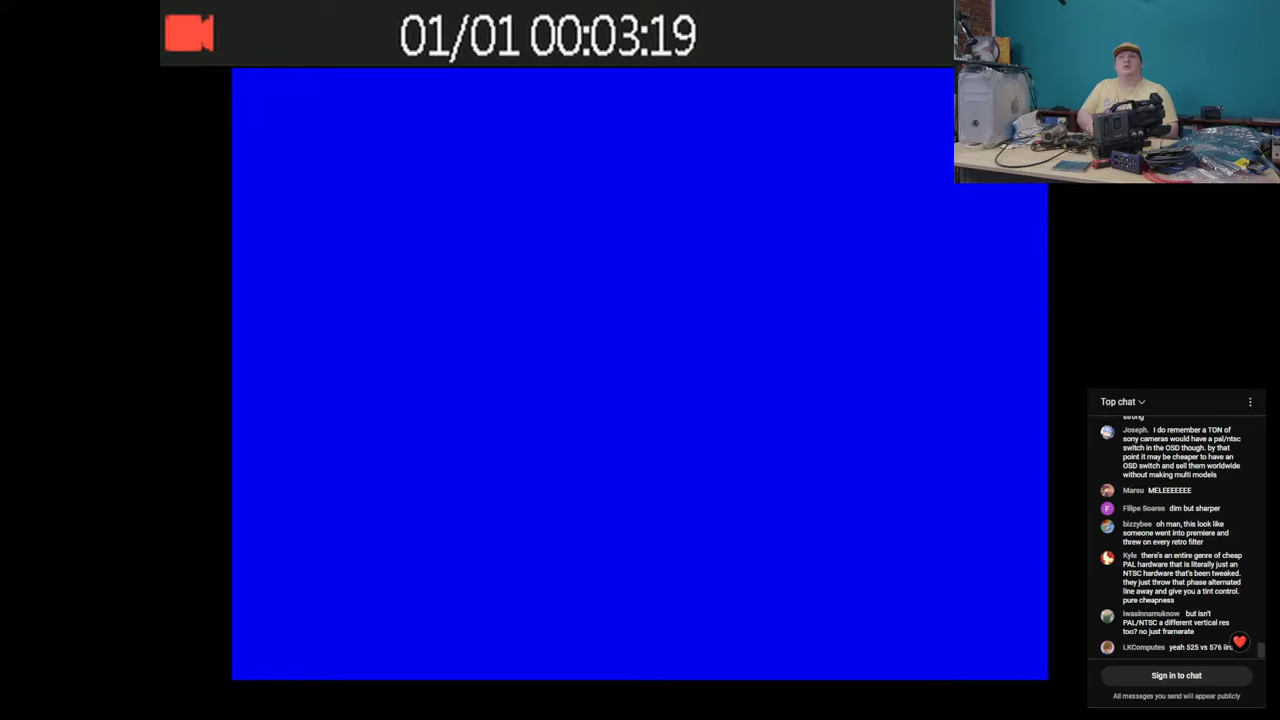 01/01 00:03:19
Top chat
strong
Joseph. I do remember a TON of
sony cameras would have a pal/ntsc
switch in the OSD though. by that
point it may be cheaper to have an
OSD switch and sell them worldwide
without making multi models
Marsu MELEEEEEEE
F
Filipe Soares dim but sharper
bizzybee oh man, this look like
someone went into premiere and
threw on every retro filter
Kyle there's an entire genre of cheap
PAL hardware that is literally just an
NTSC hardware that's been tweaked.
they just throw that phase alternated
line away and give you a tint control.
pure cheapness
iwasinnamuknow but isn't
PAL/NTSC a different vertical res
too? no just framerate
LKComputes yeah 525 vs 576
Sign in to chat
All messages you send will appear publicly